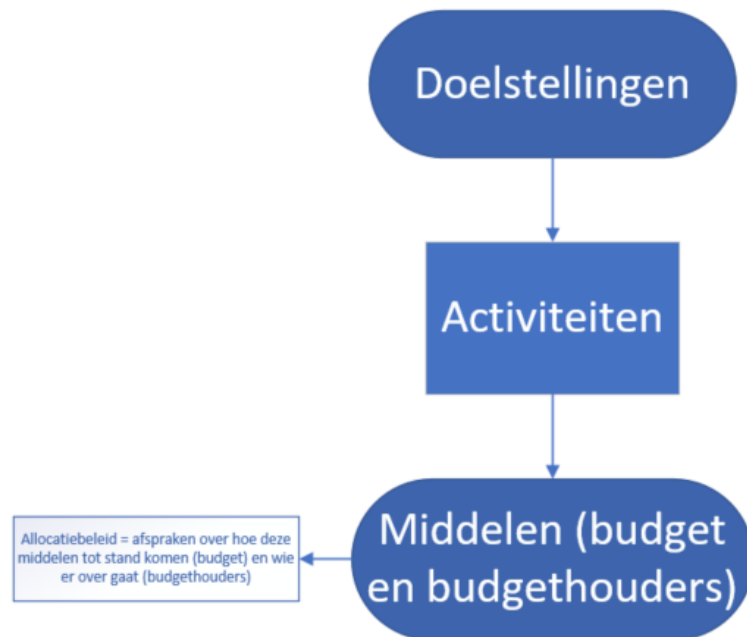 Doelstellingen
Activiteiten
Middelen (budget
en budgethouders)
Allocatiebeleid = afspraken over hoe deze
middelen tot stand komen (budget) en wie
er over gaat (budgethouders)